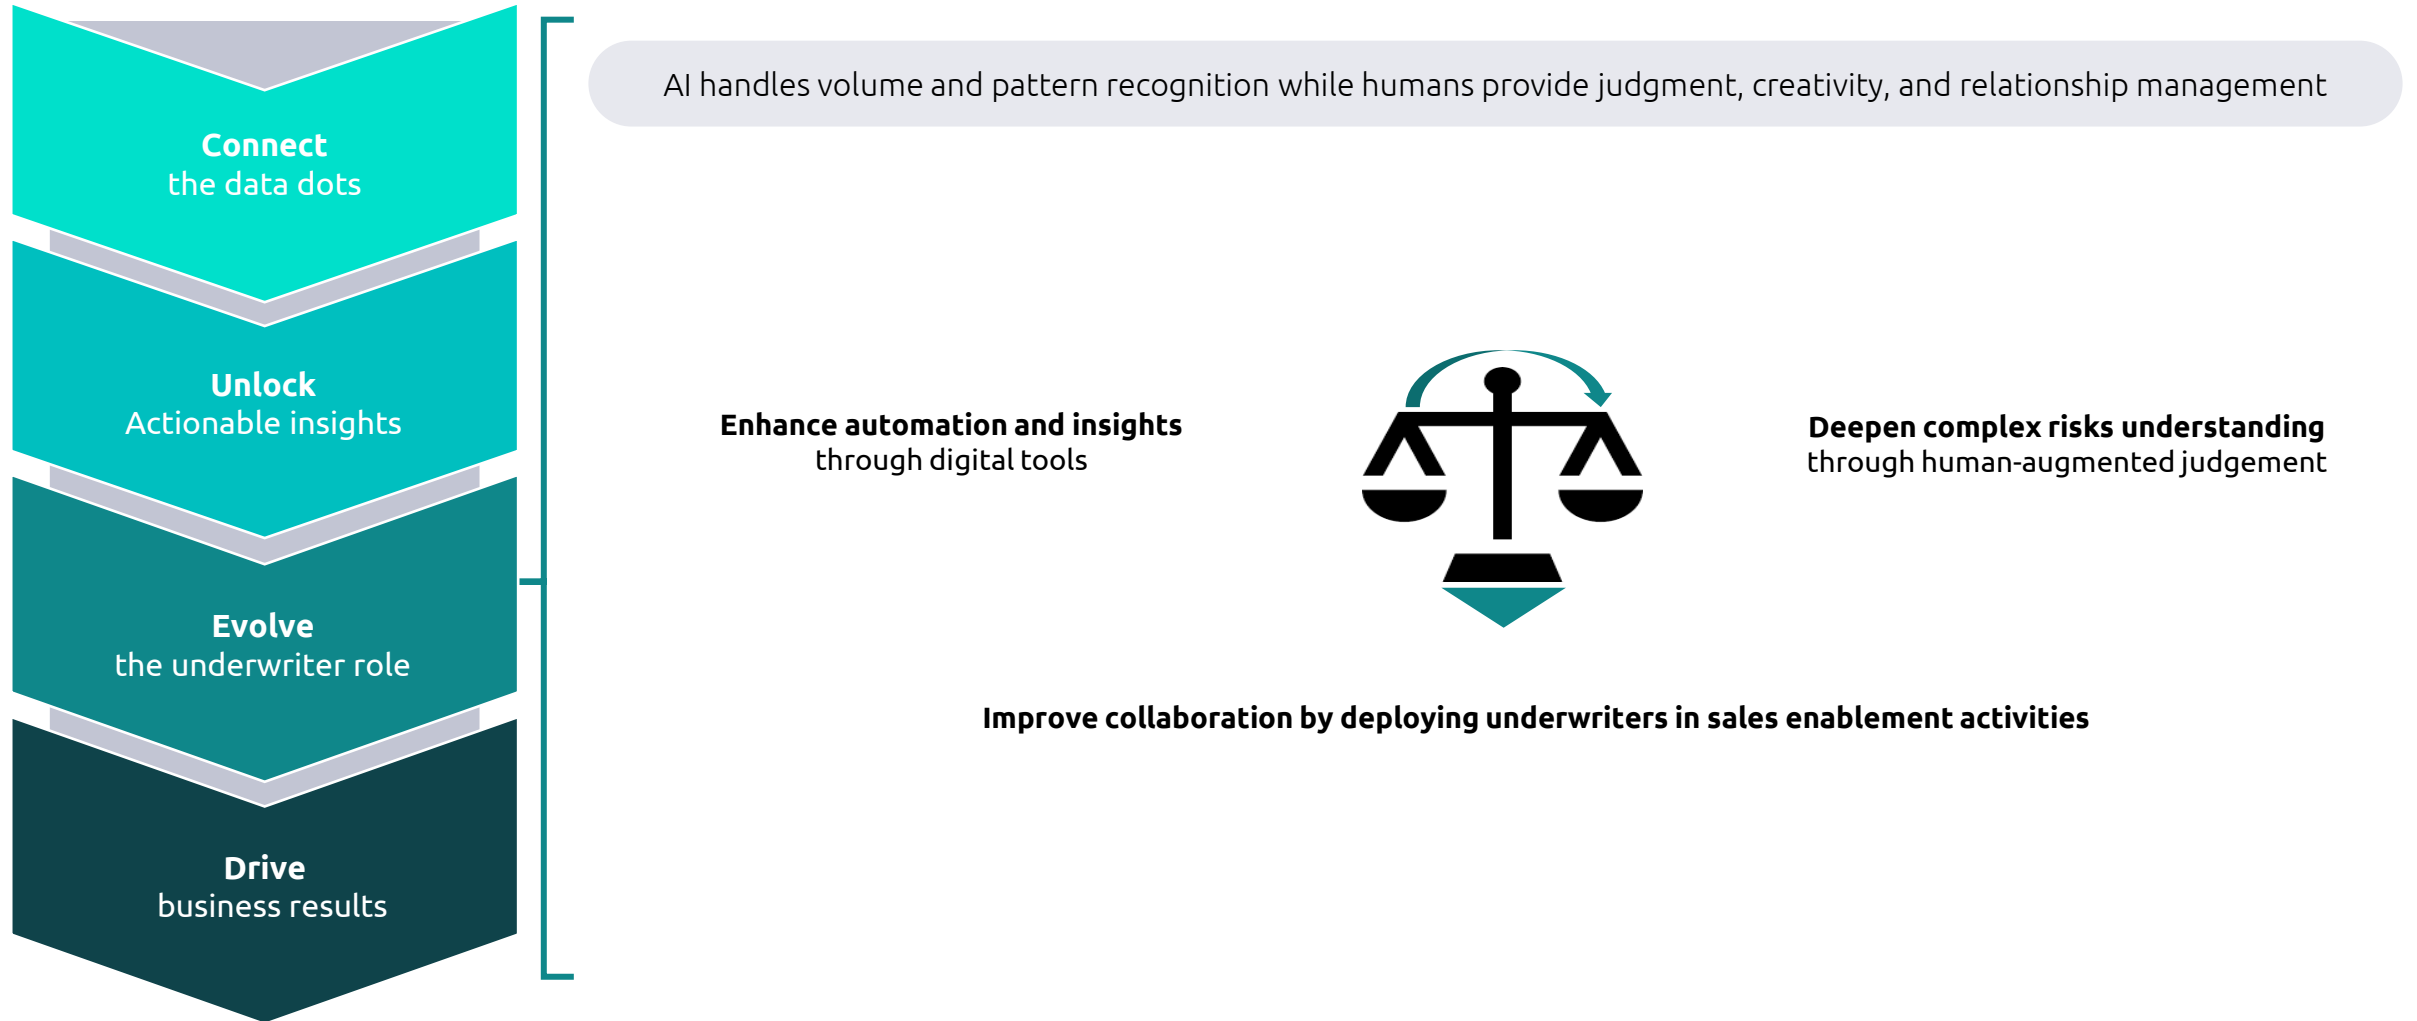 Connect
the data dots
Unlock
Actionable insights
Evolve
the underwriter role
Drive
business results
AI handles volume and pattern recognition while humans provide judgment, creativity, and relationship management
Enhance automation and insights
through digital tools
Deepen complex risks understanding
through human-augmented judgement
Improve collaboration by deploying underwriters in sales enablement activities